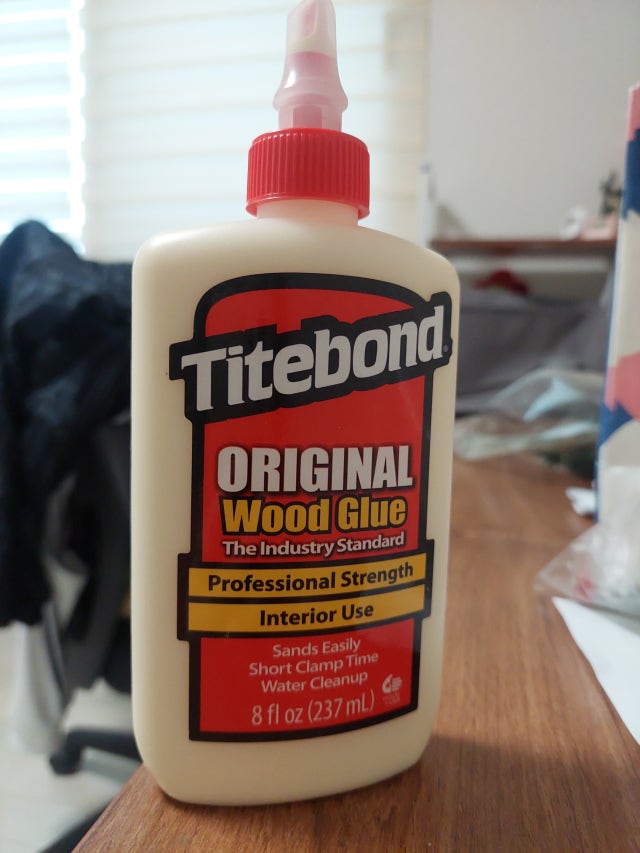 Titebond®
ORIGINAL
Wood Glue
The Industry Standard
Professional Strength
Interior Use
Sands Easily
Short Clamp Time
Water Cleanup
8 fl oz (237 mL)